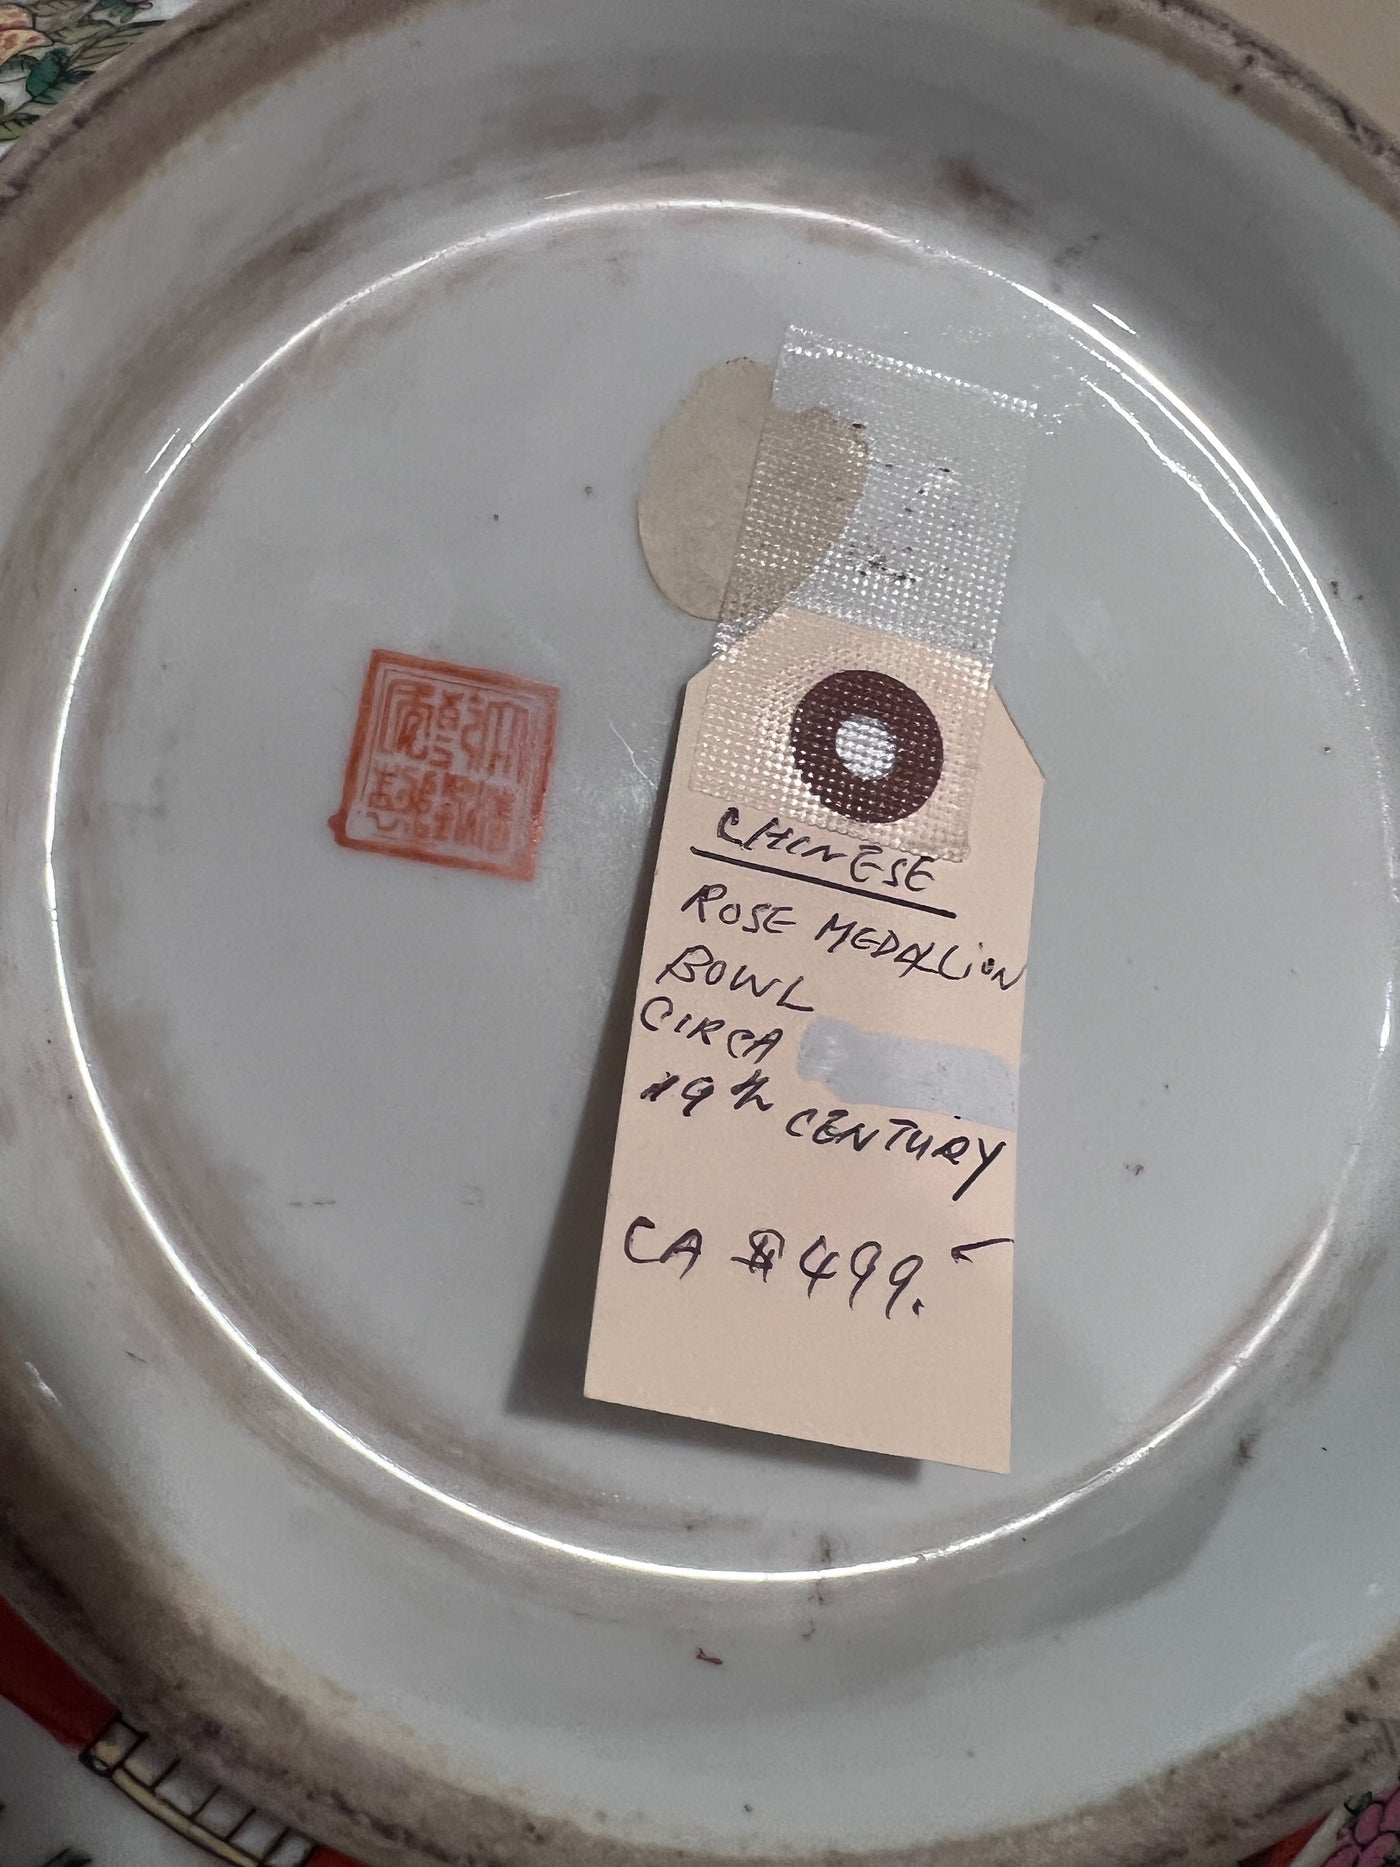 CHINESE
ROSE MEDALLION
BOWL
CIRCA
19th CENTURY
CA $499.-